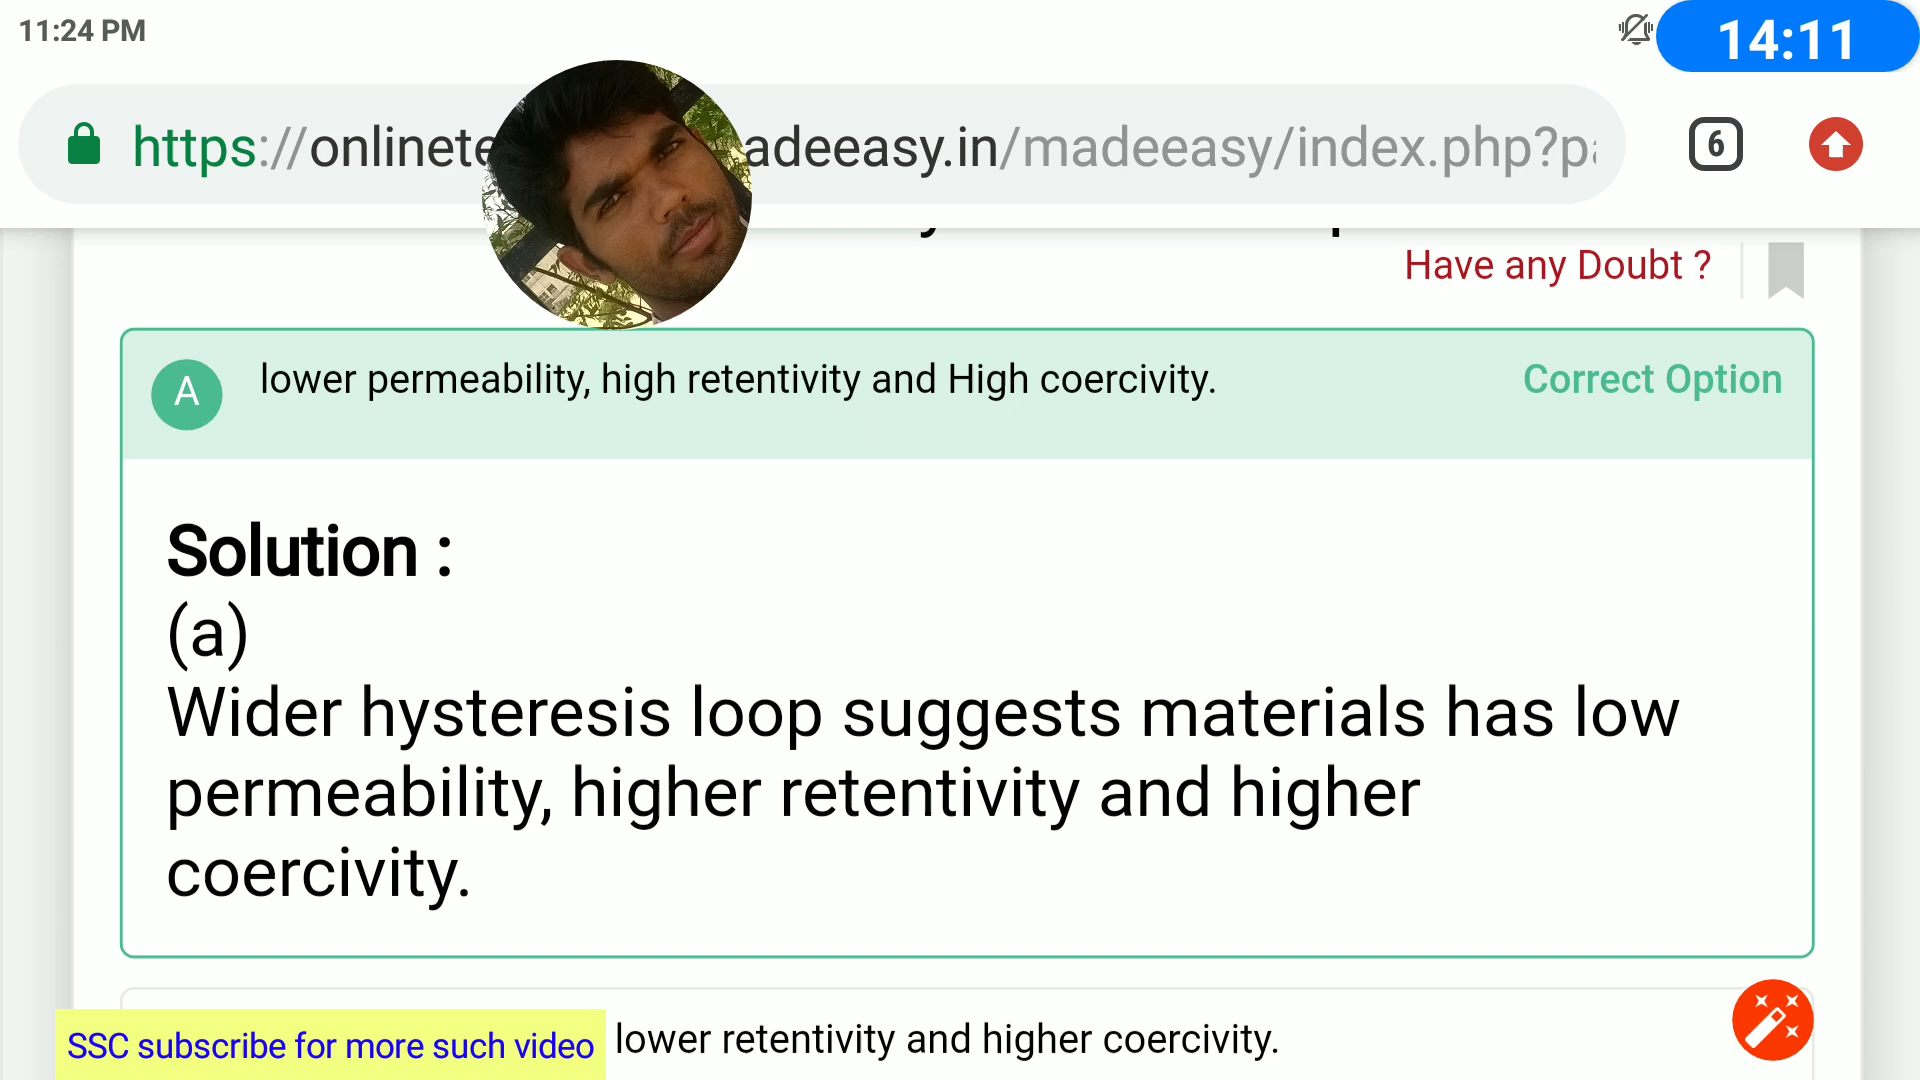 11:24 PM
14:11
https://onlinete adeeasy.in/madeeasy/index.php?pa
6
Have any Doubt ?
A lower permeability, high retentivity and High coercivity. Correct Option
Solution :
(a)
Wider hysteresis loop suggests materials has low
permeability, higher retentivity and higher
coercivity.
SSC subscribe for more such video lower retentivity and higher coercivity.